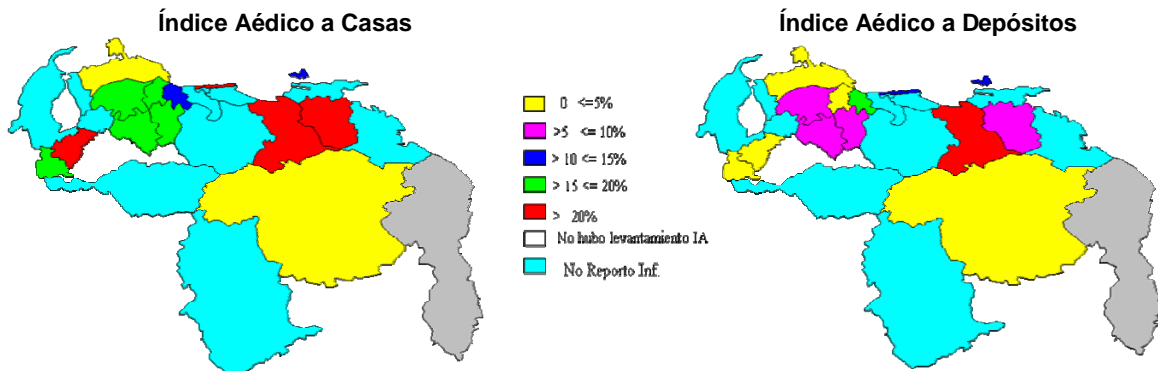 Índice Aédico a Casas
Índice Aédico a Depósitos
0 <=5%
>5 <= 10%
> 10 <= 15%
> 15 <= 20%
> 20%
No hubo levantamiento IA
No Reporto Inf.